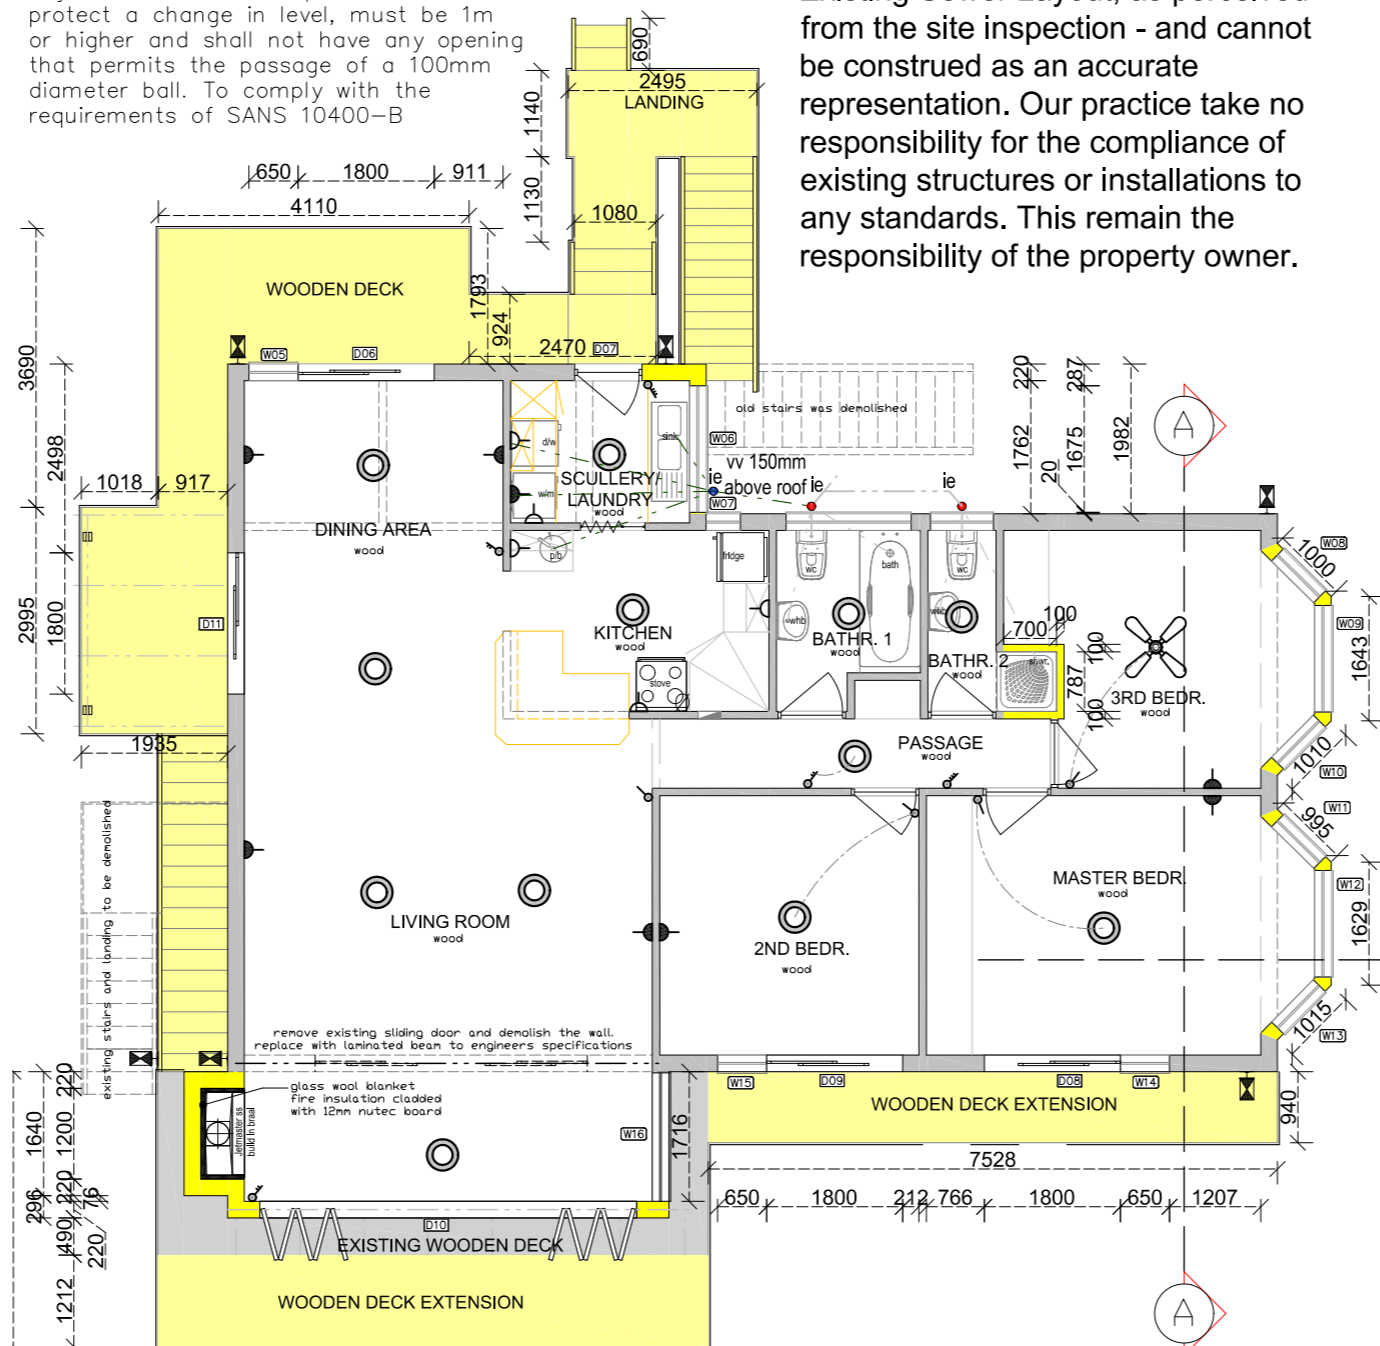 protect a change in level, must be 1m
or higher and shall not have any opening
that permits the passage of a 100mm
diameter ball. To comply with the
requirements of SANS 10400-B
from the site inspection - and cannot
be construed as an accurate
representation. Our practice take no
responsibility for the compliance of
existing structures or installations to
any standards. This remain the
responsibility of the property owner.
690
2495
LANDING
1140
1130
1080
650
1800
911
4110
WOODEN DECK
1793
924
2470
D07
W05
D06
3690
2498
1018
917
2995
1800
D11
1935
DINING AREA
wood
d/w
w/m
sink
SCULLERY/
LAUNDRY
wood
p/b
W06
W07
old stairs was demolished
vv 150mm
above roof
ie
ie
ie
220
1762
20
287
1675
1982
A
fridge
KITCHEN
wood
stove
wc
whb
bath
BATHR. 1
wood
wc
whb
BATHR. 2
wood
shwr.
700
100
100
787
100
3RD BEDR.
wood
W08
1000
W09
1643
1010
W10
PASSAGE
wood
W11
995
W12
1629
1015
W13
MASTER BEDR.
wood
2ND BEDR.
wood
LIVING ROOM
wood
existing stairs and landing to be demolished
remove existing sliding door and demolish the wall.
replace with laminated beam to engineers specifications
glass wool blanket
fire insulation cladded
with 12mm nutec board
Jetmaster ss
build in braai
W16
1716
W15
D09
D08
W14
WOODEN DECK EXTENSION
940
7528
650
1800
212
766
1800
650
1207
220
1640
1200
220
76
296
490
220
1212
D10
EXISTING WOODEN DECK
WOODEN DECK EXTENSION
A